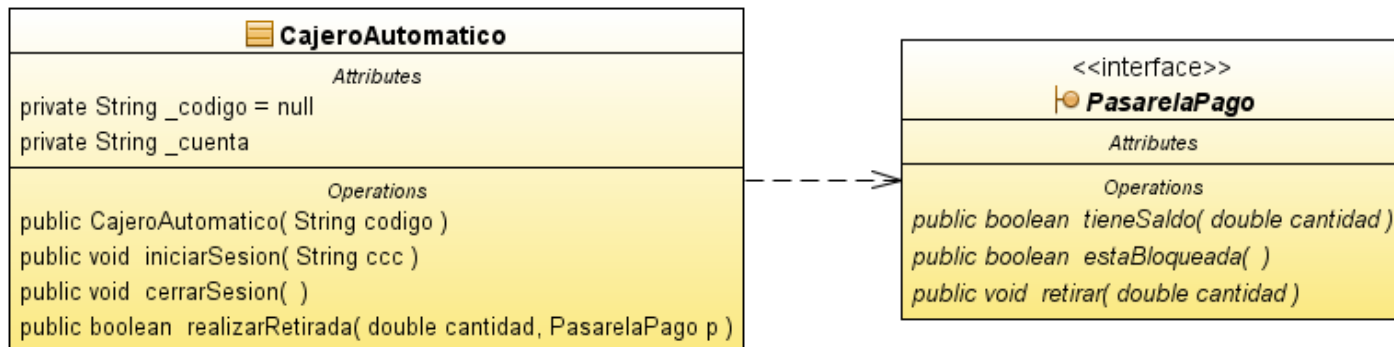 CajeroAutomatico
Attributes
private String _codigo = null
private String _cuenta
Operations
public CajeroAutomatico( String codigo )
public void iniciarSesion( String ccc )
public void cerrarSesion( )
public boolean realizarRetirada( double cantidad, PasarelaPago p )
<<interface>>
PasarelaPago
Attributes
Operations
public boolean tieneSaldo( double cantidad )
public boolean estaBloqueada( )
public void retirar( double cantidad )